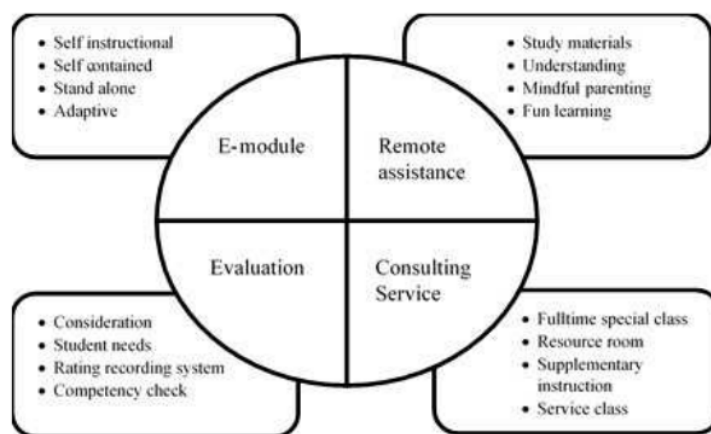 Self instructional
Self contained
Stand alone
Adaptive
Study materials
Understanding
Mindful parenting
Fun learning
E-module
Remote
assistance
Evaluation
Consulting
Service
Consideration
Student needs
Rating recording system
Competency check
Fulltime special class
Resource room
Supplementary
instruction
Service class